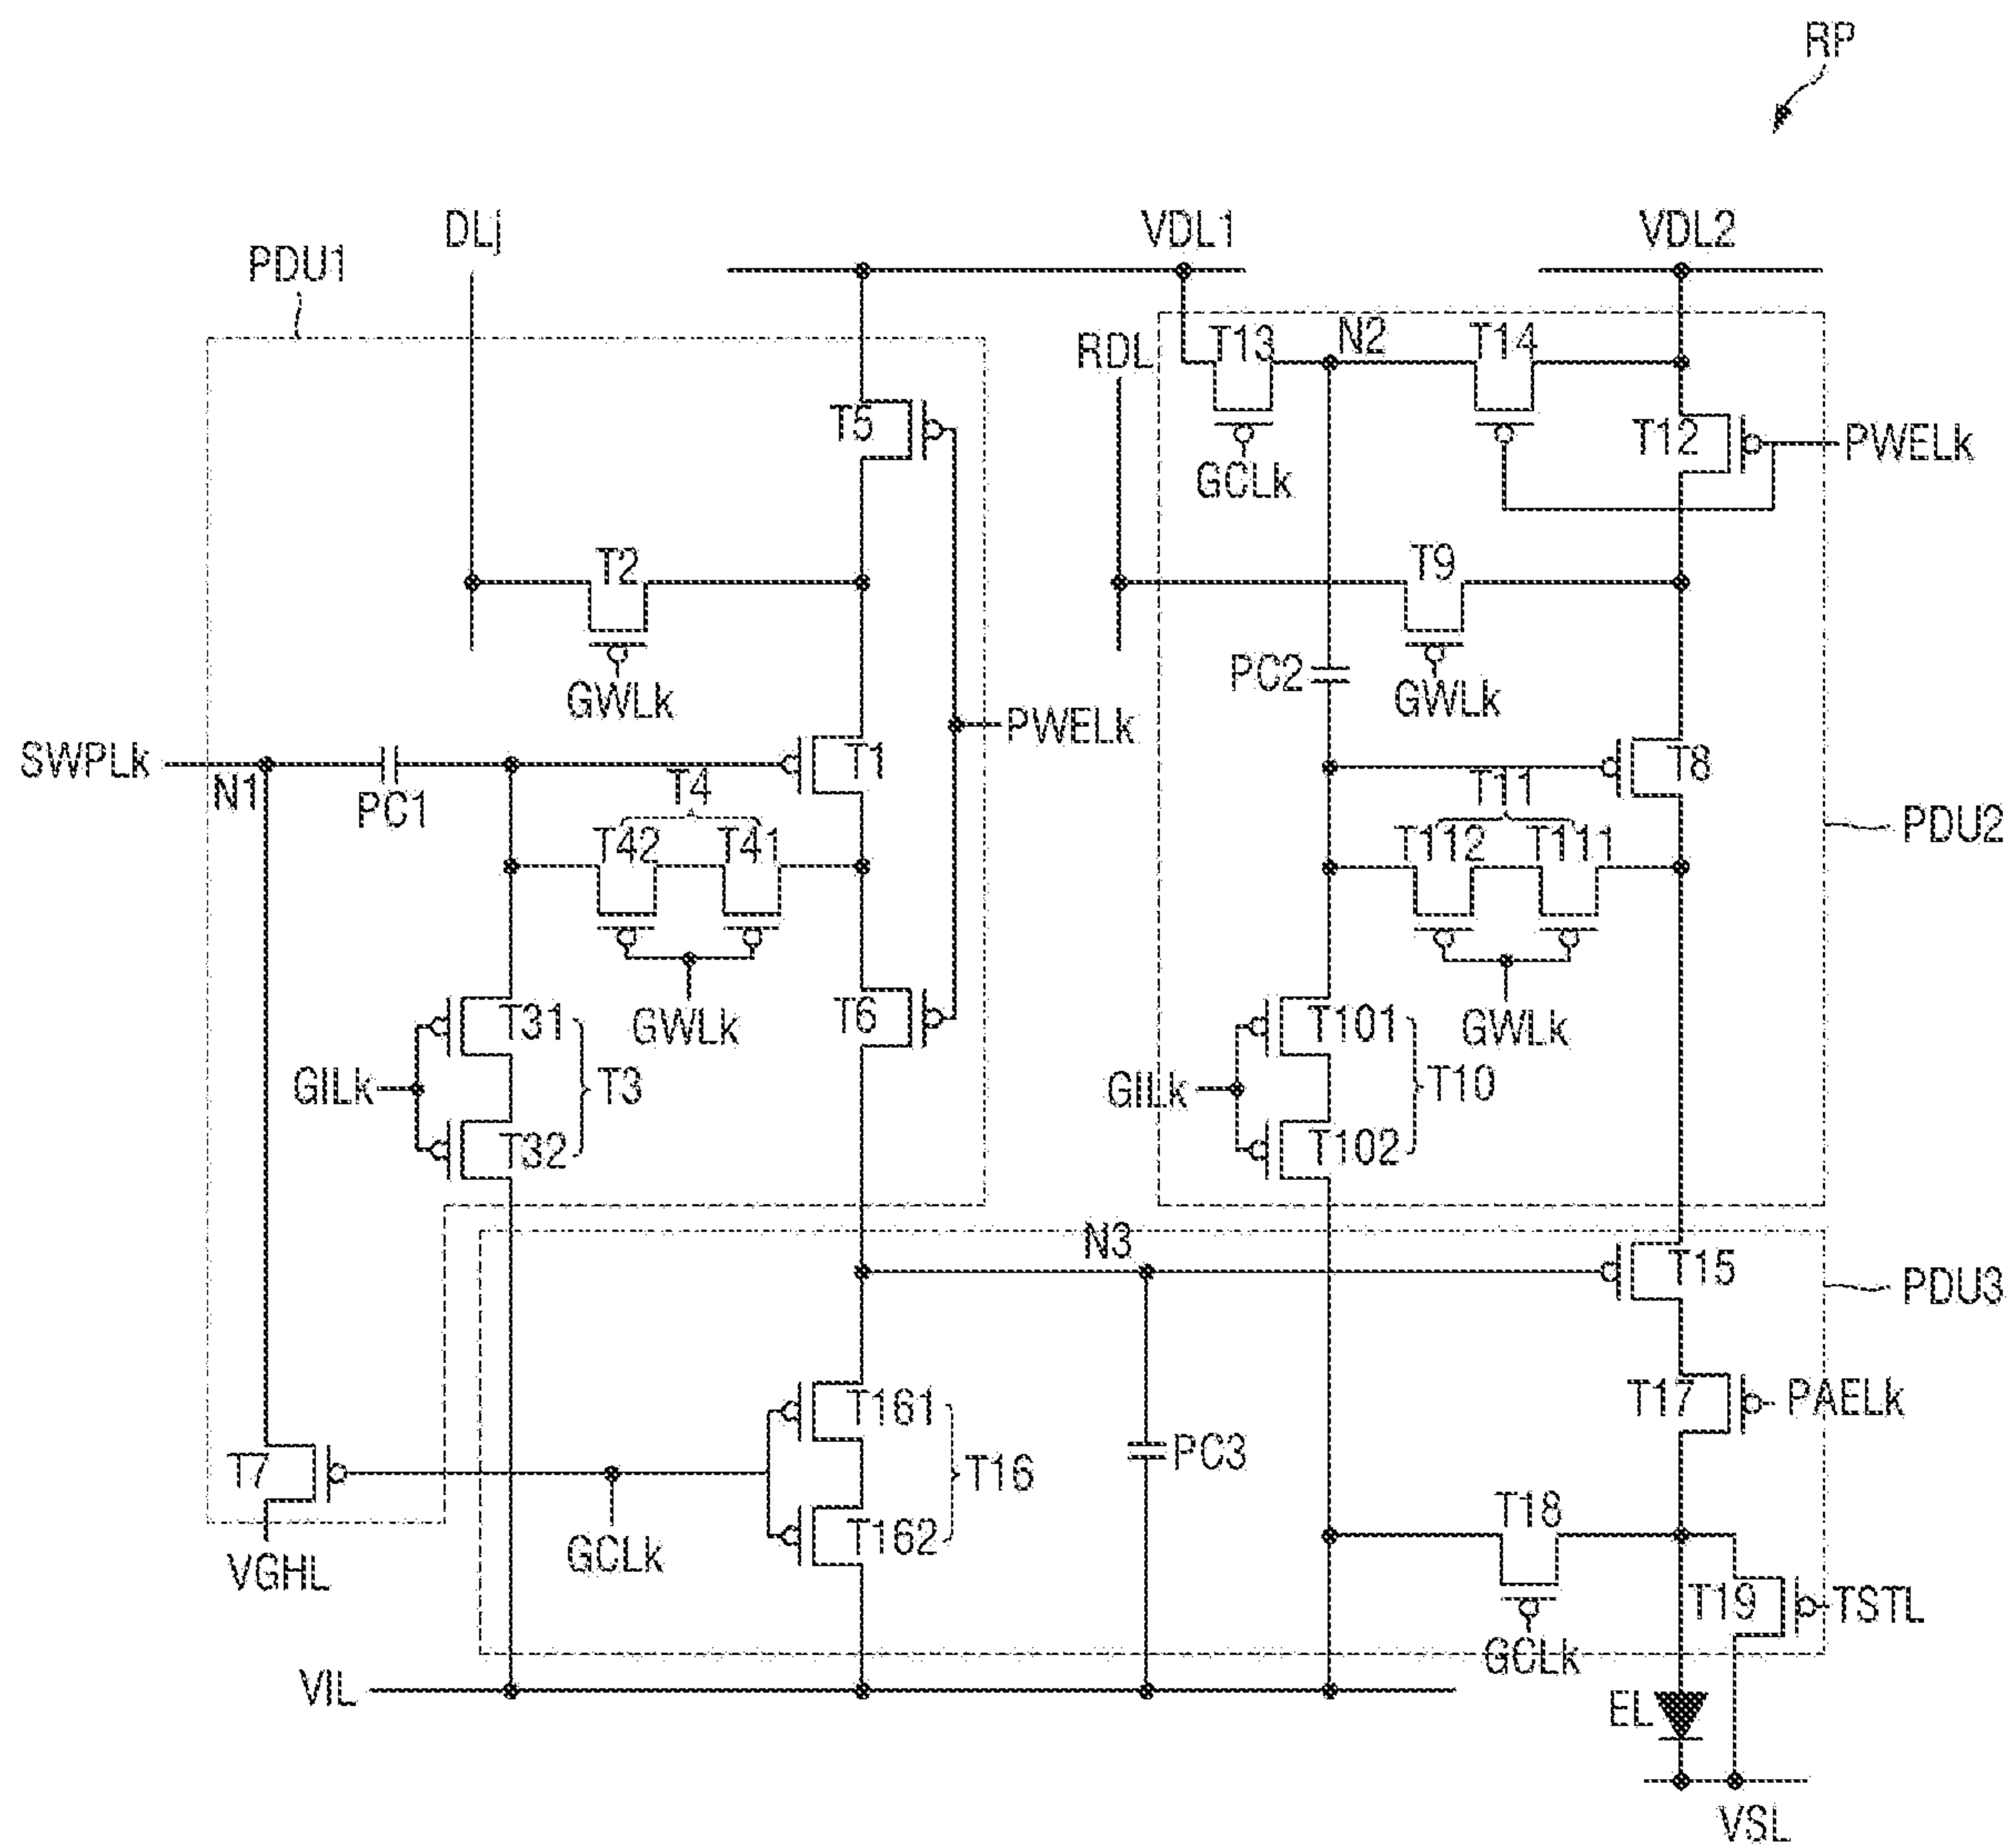 RP
DLj
VDL1
VDL2
PDU1
T13
N2
T14
RDL
T5
T12
PWELk
GCLk
T2
T9
PC2
GWLk
GWLk
PWELk
SWPLk
N1
PC1
T1
T8
T4
T11
T42
T41
T112
T111
PDU2
T31
GWLk
T6
T101
GWLk
GILk
T3
GILk
T10
T32
T102
N3
T15
PDU3
T161
T17
PAELk
T7
T16
PC3
T162
T18
VGHL
GCLk
T19
TSTL
GCLk
VIL
EL
VSL